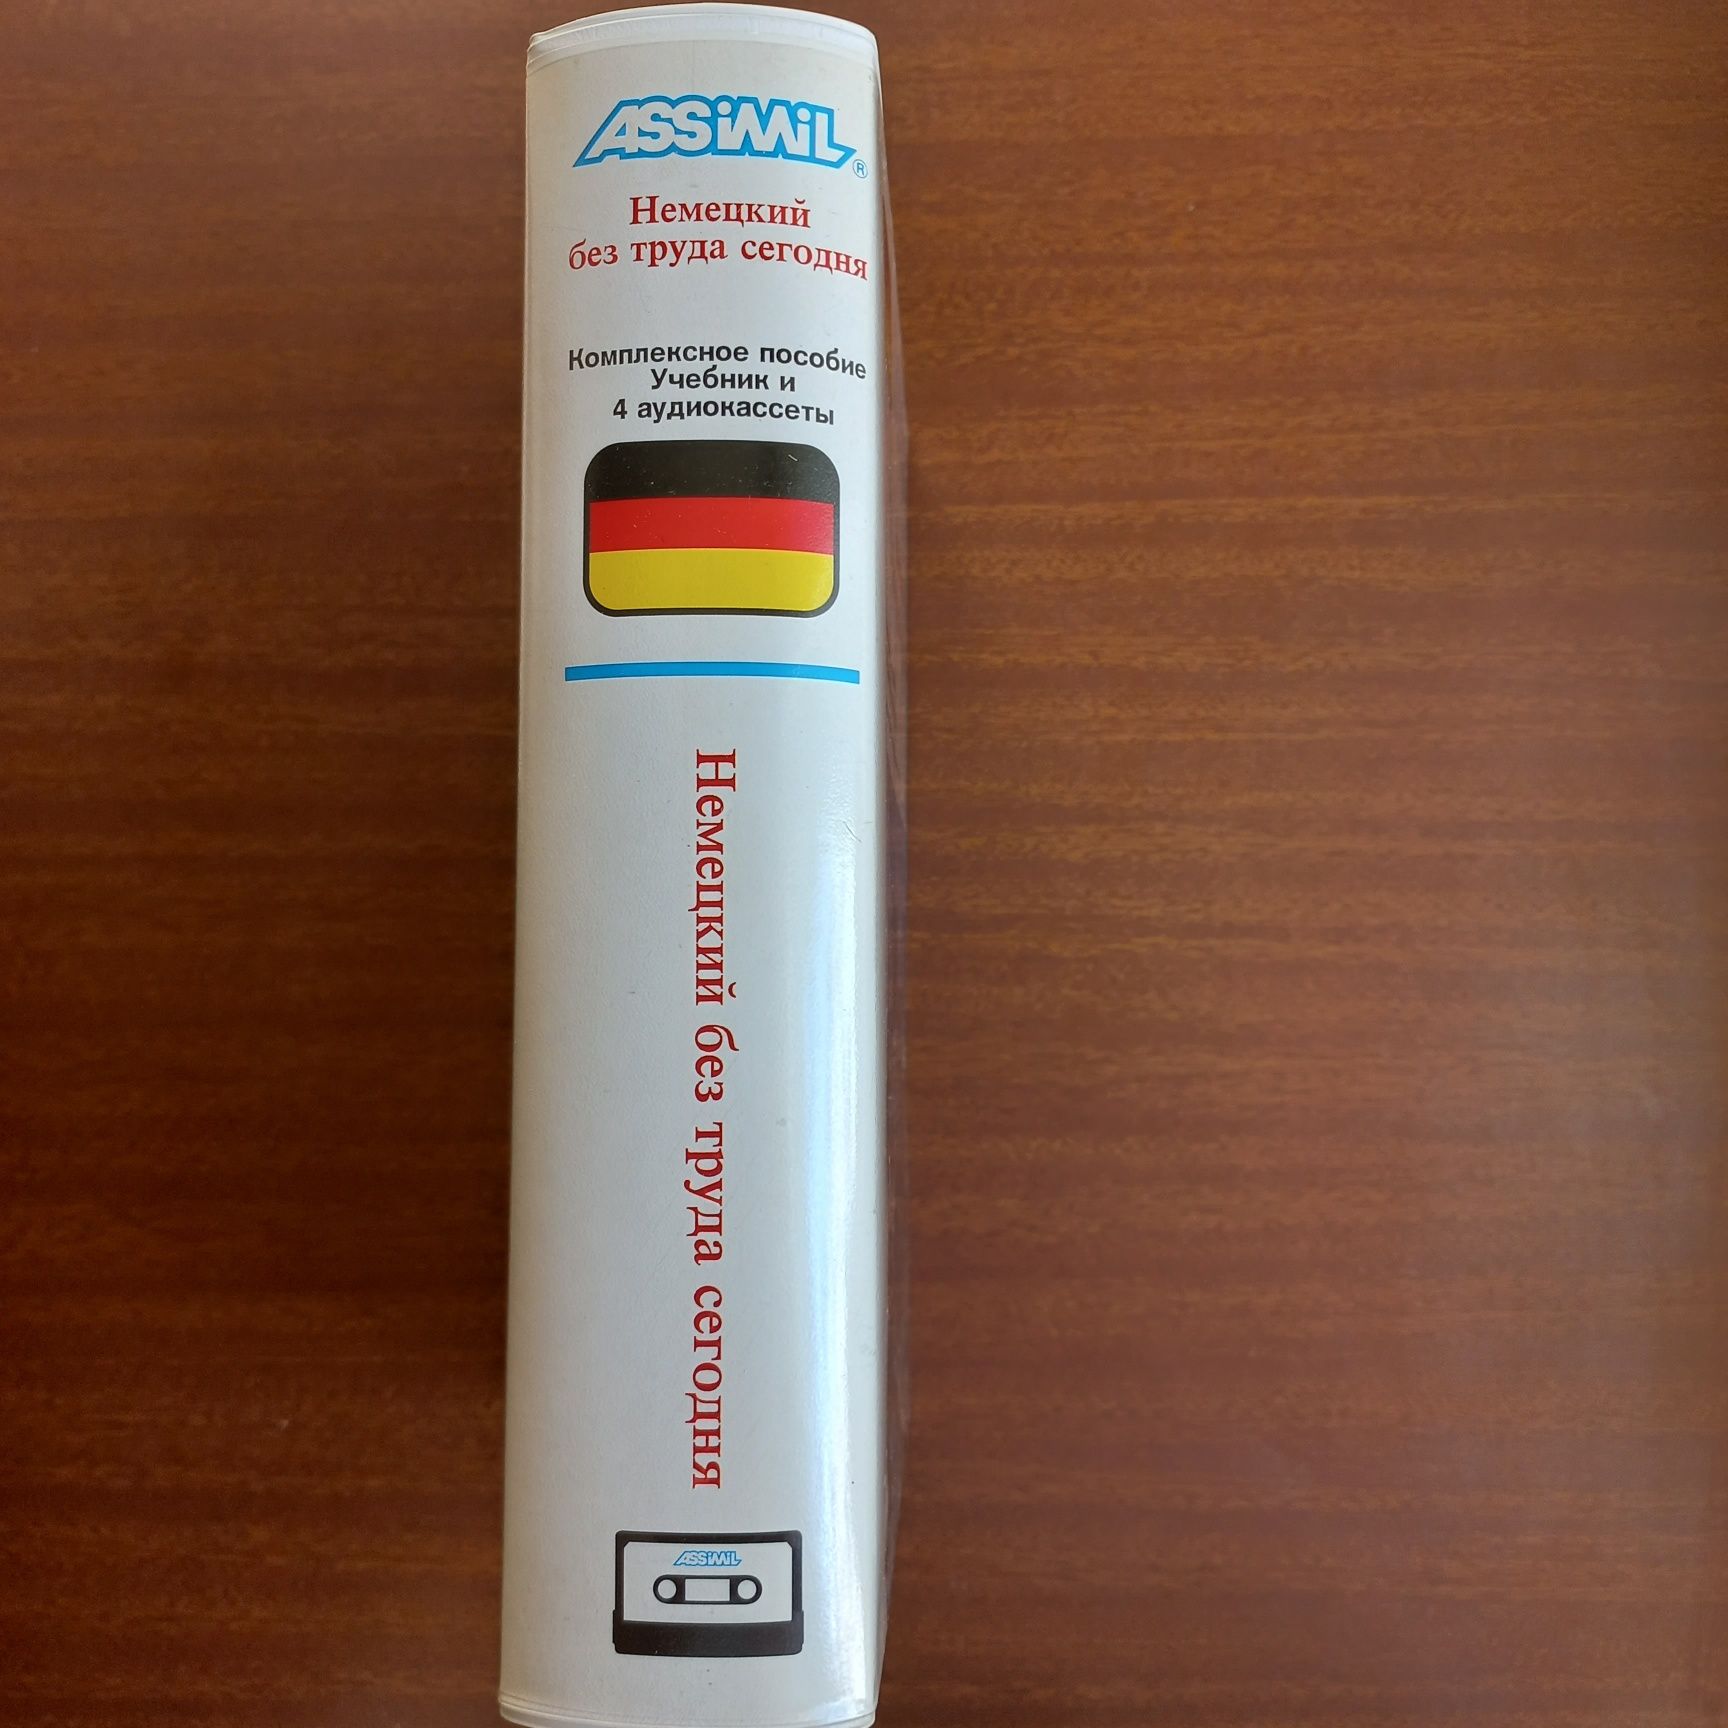 ASSiMiL®
Немецкий
без труда сегодня
Комплексное пособие
Учебник и
4 аудиокассеты
Немецкий без труда сегодня
ASSiMiL